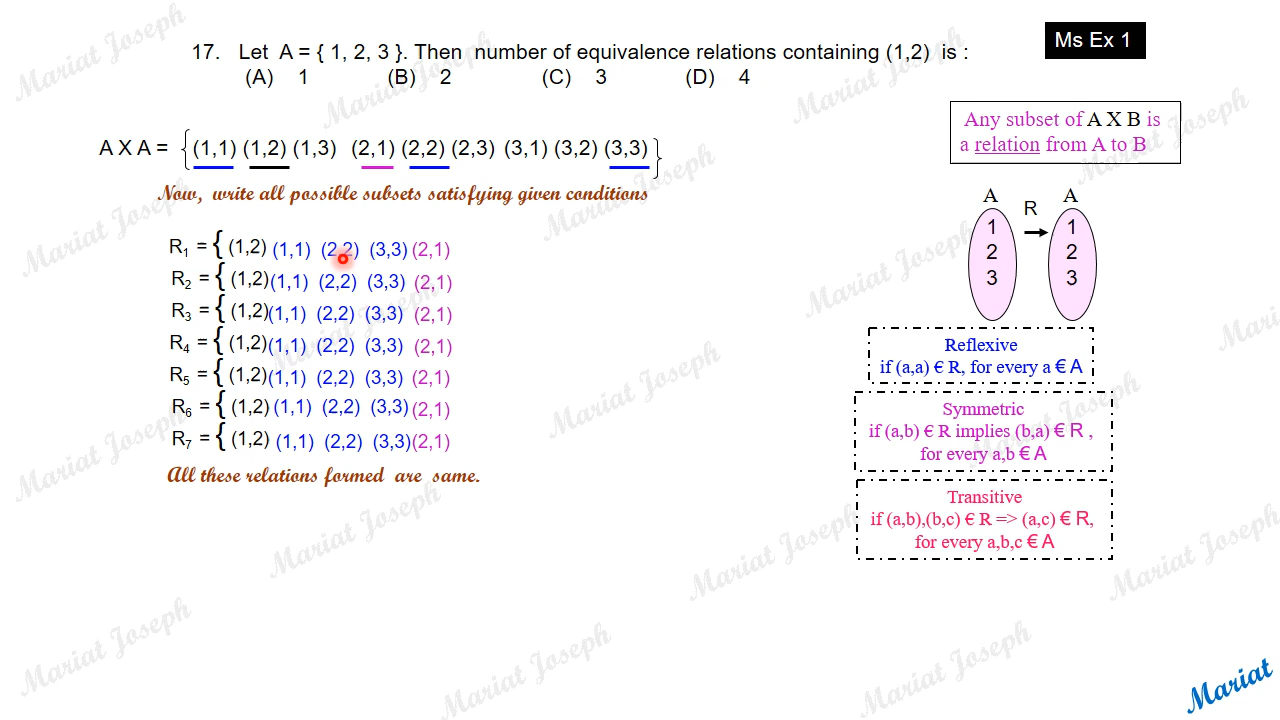 Ms Ex 1
17. Let A = { 1, 2, 3 }. Then number of equivalence relations containing (1,2) is :
(A) 1 (B) 2 (C) 3 (D) 4
A X A = {(1,1) (1,2) (1,3) (2,1) (2,2) (2,3) (3,1) (3,2) (3,3)}
Now, write all possible subsets satisfying given conditions
R1 = { (1,2) (1,1) (2,2) (3,3) (2,1)
R2 = { (1,2) (1,1) (2,2) (3,3) (2,1)
R3 = { (1,2) (1,1) (2,2) (3,3) (2,1)
R4 = { (1,2) (1,1) (2,2) (3,3) (2,1)
R5 = { (1,2) (1,1) (2,2) (3,3) (2,1)
R6 = { (1,2) (1,1) (2,2) (3,3) (2,1)
R7 = { (1,2) (1,1) (2,2) (3,3) (2,1)
All these relations formed are same.
Any subset of A X B is
a relation from A to B
A R A
1 1
2 2
3 3
Reflexive
if (a,a) € R, for every a € A
Symmetric
if (a,b) € R implies (b,a) € R ,
for every a,b € A
Transitive
if (a,b),(b,c) € R => (a,c) € R,
for every a,b,c € A
Mariat Joseph
Mariat